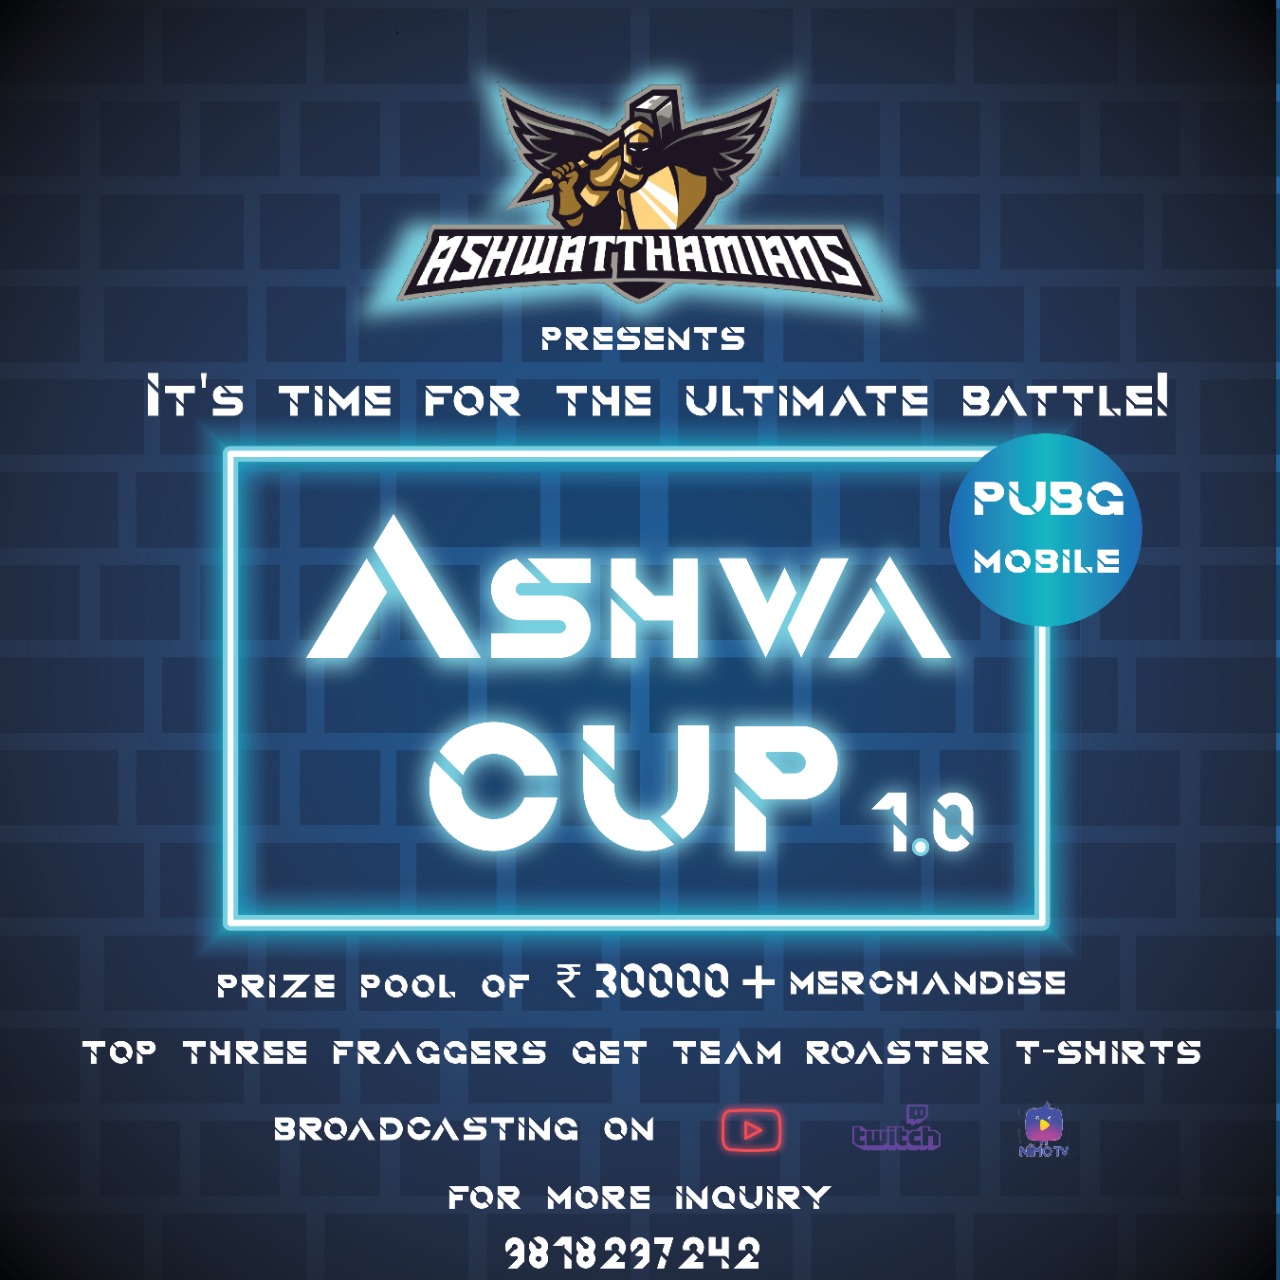 ASHWATTHAMIANS
PRESENTS
IT'S TIME FOR THE ULTIMATE BATTLE!
PUBG
MOBILE
ASHWA
CUP 1.0
PRIZE POOL OF ₹ 30000 + MERCHANDISE
TOP THREE FRAGGERS GET TEAM ROASTER T-SHIRTS
BROADCASTING ON twitch NIMO TV
FOR MORE INQUIRY
9818297242